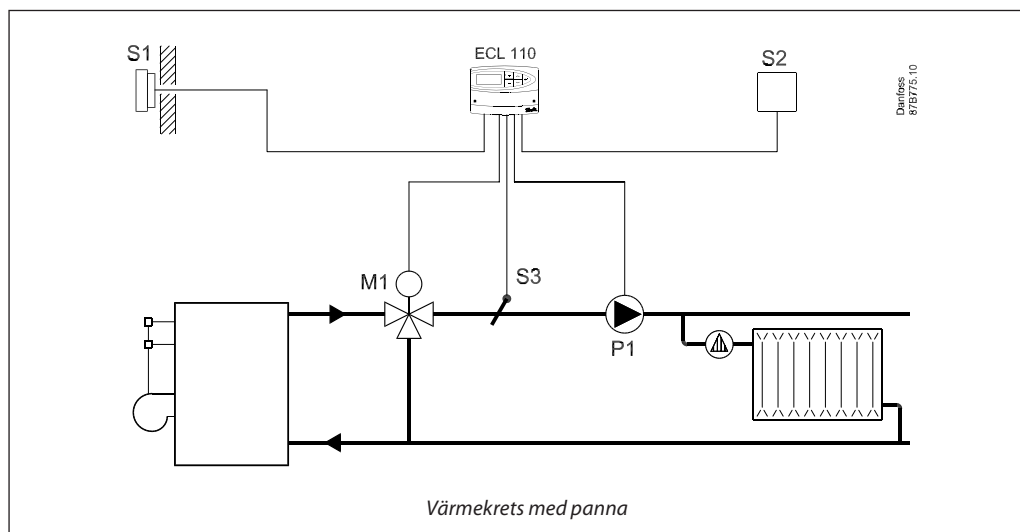 S1
ECL 110
S2
Danfoss
87B775.10
M1
S3
P1
Värmekrets med panna